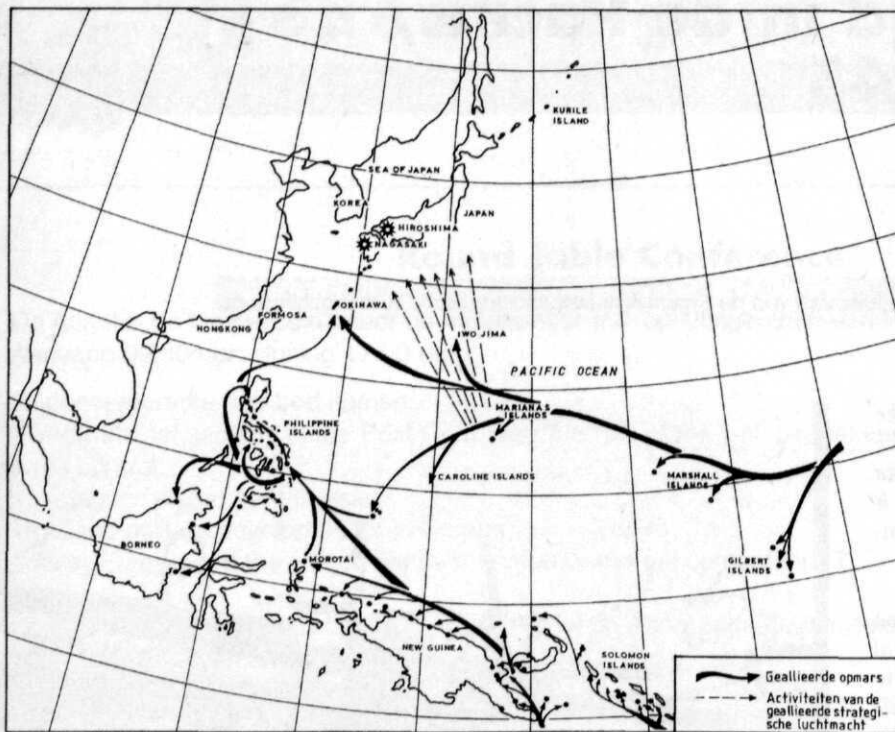 KURILE
ISLAND
SEA OF JAPAN
KOREA
JAPAN
HIROSHIMA
NAGASAKI
OKINAWA
FORMOSA
HONGKONG
IWO JIMA
PACIFIC OCEAN
MARIANAS
ISLANDS
PHILIPPINE
ISLANDS
CAROLINE ISLANDS
MARSHALL
ISLANDS
BORNEO
MOROTAI
GILBERT
ISLANDS
NEW GUINEA
SOLOMON
ISLANDS
Geallieerde opmars
Activiteiten van de
geallieerde strategi-
sche luchtmacht